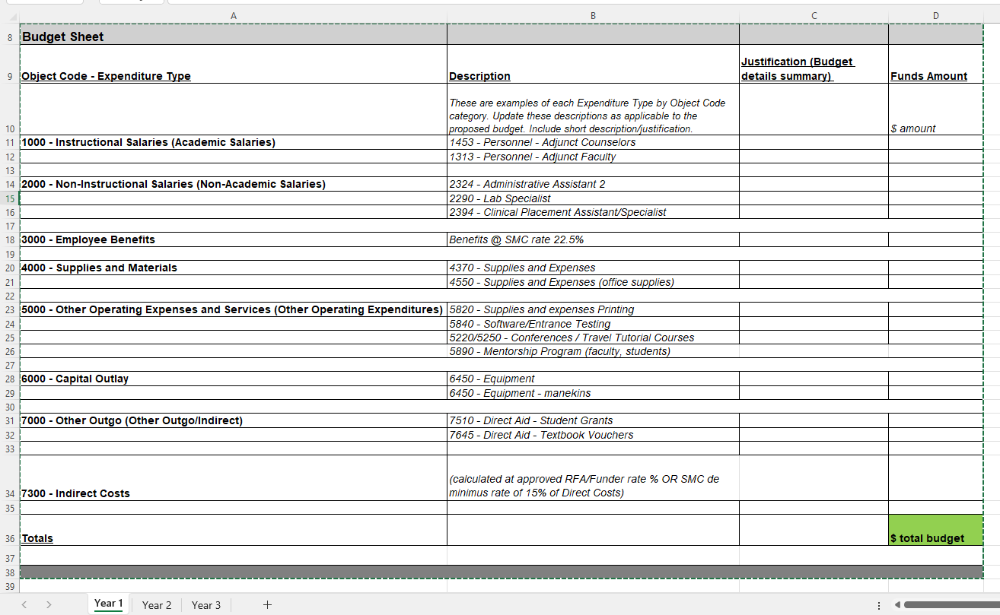 A B C D
8 Budget Sheet
Justification (Budget
9 Object Code - Expenditure Type Description details summary) Funds Amount
These are examples of each Expenditure Type by Object Code
category. Update these descriptions as applicable to the
10 proposed budget. Include short description/justification. $ amount
11 1000 - Instructional Salaries (Academic Salaries) 1453 - Personnel - Adjunct Counselors
12 1313 - Personnel - Adjunct Faculty
13
14 2000 - Non-Instructional Salaries (Non-Academic Salaries) 2324 - Administrative Assistant 2
15 2290 - Lab Specialist
16 2394 - Clinical Placement Assistant/Specialist
17
18 3000 - Employee Benefits Benefits @ SMC rate 22.5%
19
20 4000 - Supplies and Materials 4370 - Supplies and Expenses
21 4550 - Supplies and Expenses (office supplies)
22
23 5000 - Other Operating Expenses and Services (Other Operating Expenditures) 5820 - Supplies and expenses Printing
24 5840 - Software/Entrance Testing
25 5220/5250 - Conferences / Travel Tutorial Courses
26 5890 - Mentorship Program (faculty, students)
27
28 6000 - Capital Outlay 6450 - Equipment
29 6450 - Equipment - manekins
30
31 7000 - Other Outgo (Other Outgo/Indirect) 7510 - Direct Aid - Student Grants
32 7645 - Direct Aid - Textbook Vouchers
33
(calculated at approved RFA/Funder rate % OR SMC de
34 7300 - Indirect Costs minimus rate of 15% of Direct Costs)
35
36 Totals $ total budget
37
38
39
Year 1 Year 2 Year 3